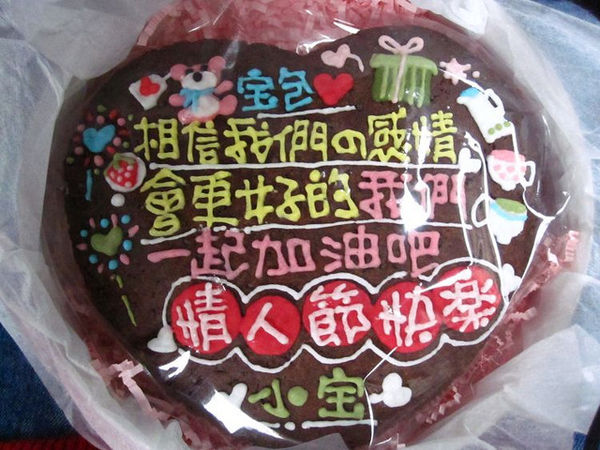 宝包
相信我們の感情
會更好的我們
一起加油吧
情人節快樂
小宝